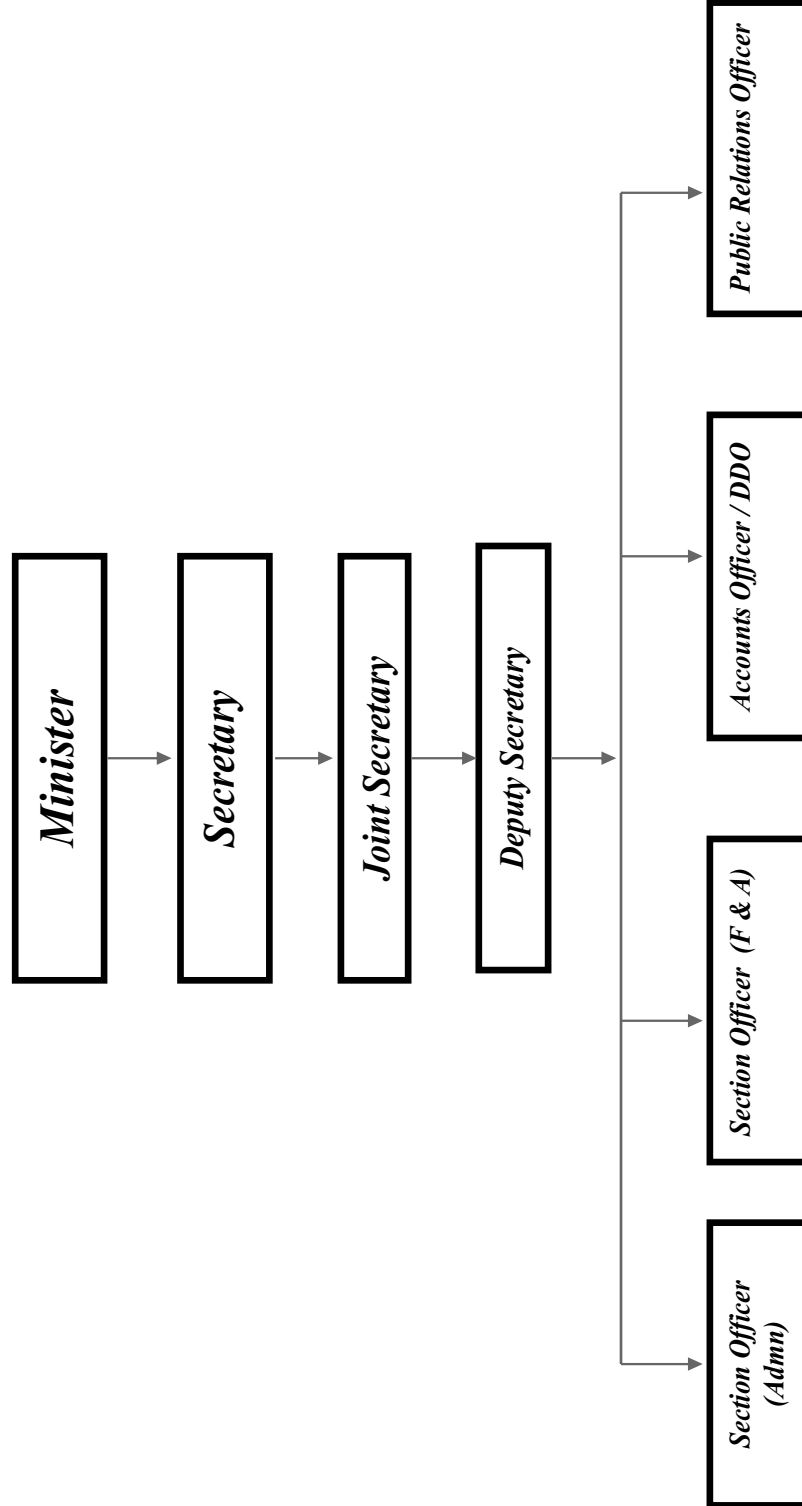 Minister
Secretary
Joint Secretary
Deputy Secretary
Section Officer
(Admn)
Section Officer (F & A)
Accounts Officer / DDO
Public Relations Officer